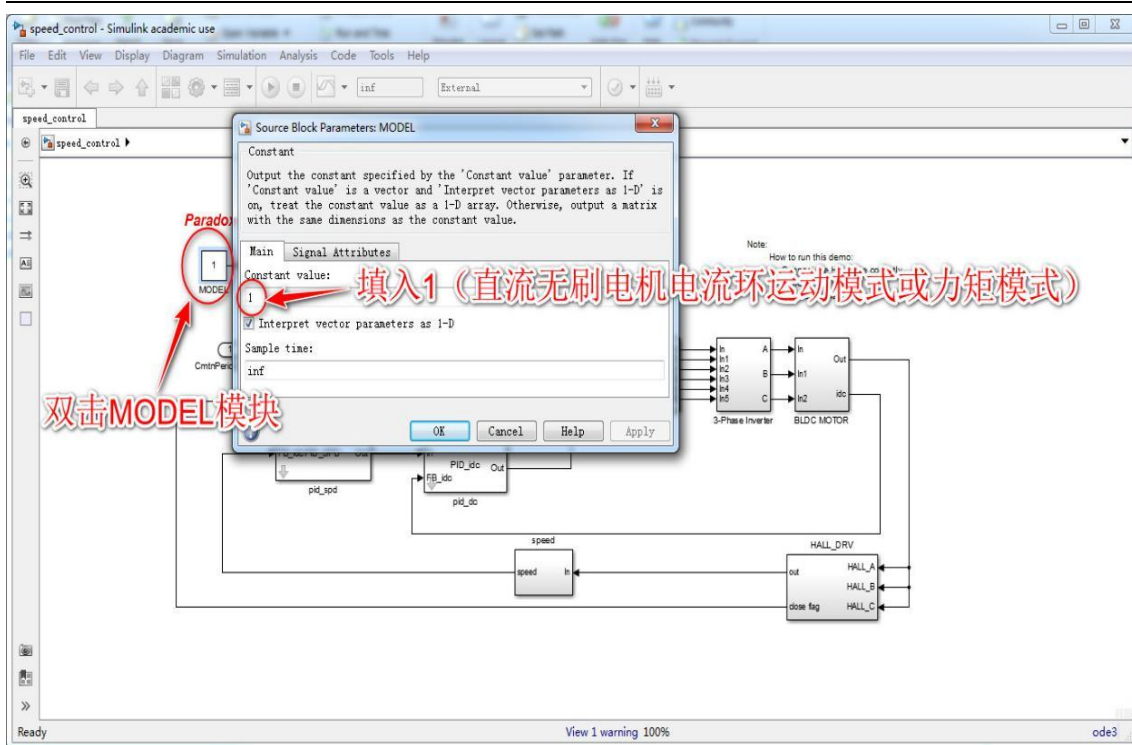 speed_control - Simulink academic use
File Edit View Display Diagram Simulation Analysis Code Tools Help
inf
External
speed_control
speed_control
Source Block Parameters: MODEL
Constant
Output the constant specified by the 'Constant value' parameter. If
'Constant value' is a vector and 'Interpret vector parameters as 1-D' is
on, treat the constant value as a 1-D array. Otherwise, output a matrix
with the same dimensions as the constant value.
Main Signal Attributes
Constant value:
1
填入1（直流无刷电机电流环运动模式或力矩模式）
Interpret vector parameters as 1-D
Sample time:
inf
OK Cancel Help Apply
1
MODEL
双击MODEL模块
Note:
How to run this demo:
In A
In1
In2 B
In3
In4
In5 C
3-Phase Inverter
In Out
In1
In2 idc
BLDC MOTOR
pid_spd
In PID_idc Out
FB_idc
pid_dc
speed
speed In
HALL_DRV
out HALL_A
HALL_B
close flag HALL_C
Ready
View 1 warning 100%
ode3